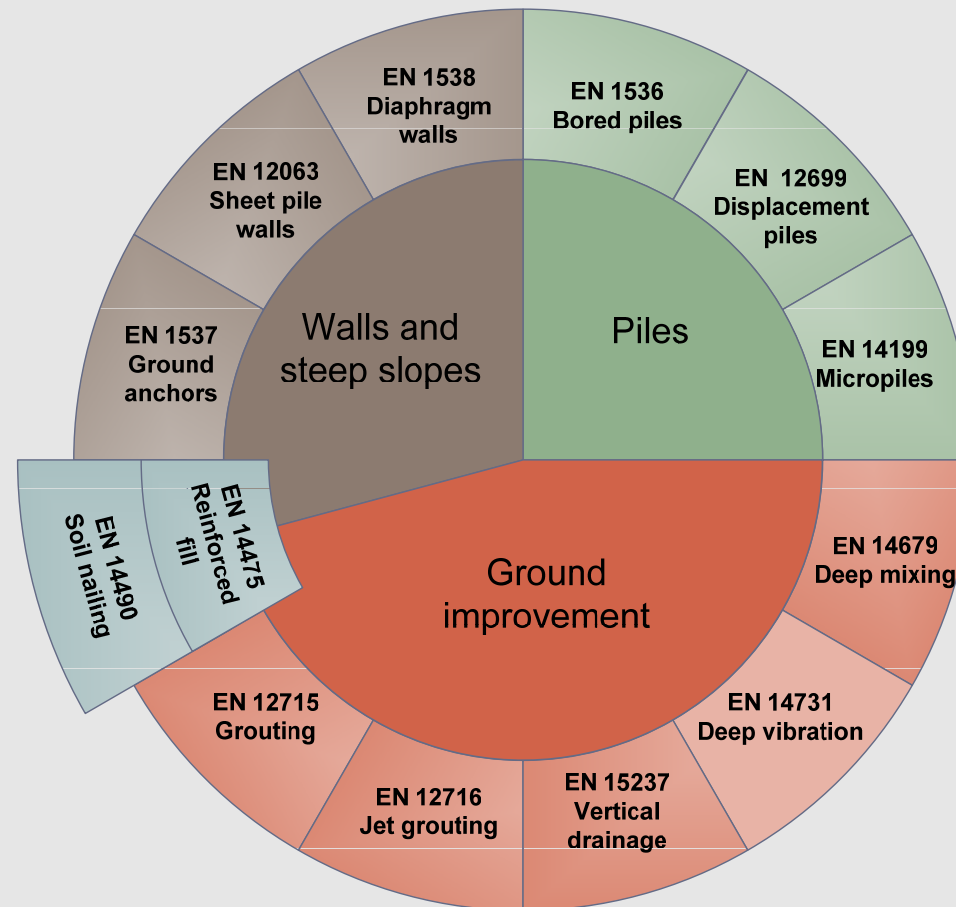 EN 1538
Diaphragm
walls
EN 1536
Bored piles
EN 12063
Sheet pile
walls
EN 12699
Displacement
piles
EN 1537
Ground
anchors
Walls and
steep slopes
Piles
EN 14199
Micropiles
EN 14490
Soil nailing
EN 14475
Reinforced
fill
Ground
improvement
EN 14679
Deep mixing
EN 12715
Grouting
EN 14731
Deep vibration
EN 12716
Jet grouting
EN 15237
Vertical
drainage